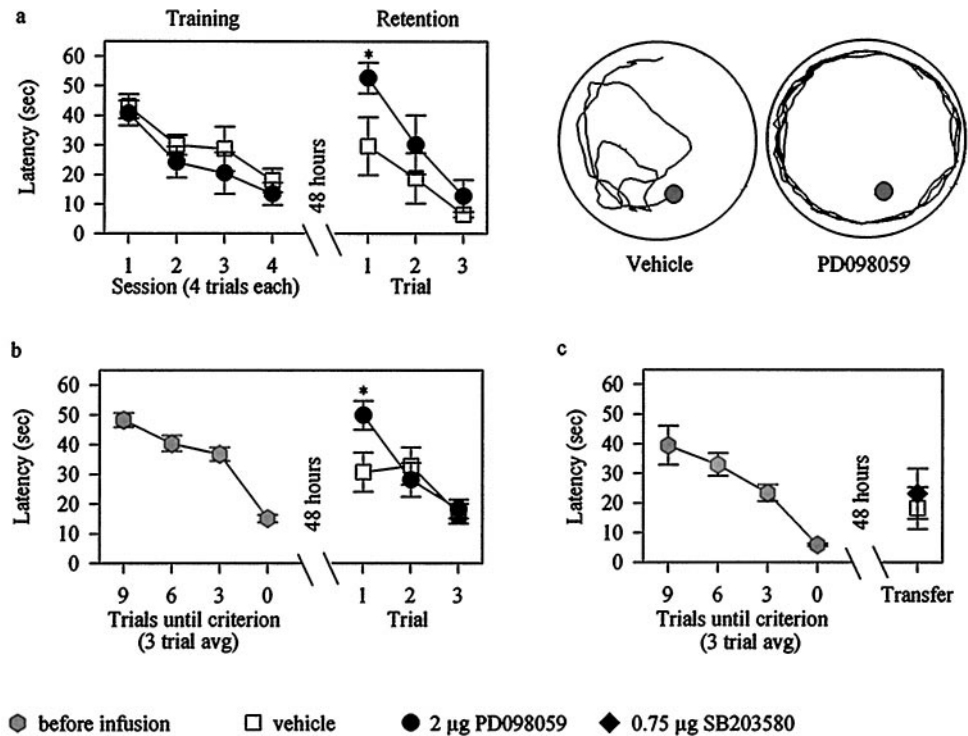 a
Training
Retention
Latency (sec)
60
50
40
30
20
10
0
*
1 2 3 4
Session (4 trials each)
48 hours
1 2 3
Trial
Vehicle
PD098059
b
Latency (sec)
60
50
40
30
20
10
0
*
9 6 3 0
Trials until criterion
(3 trial avg)
48 hours
1 2 3
Trial
c
Latency (sec)
60
50
40
30
20
10
0
9 6 3 0
Trials until criterion
(3 trial avg)
48 hours
Transfer
before infusion vehicle 2 μg PD098059 0.75 μg SB203580